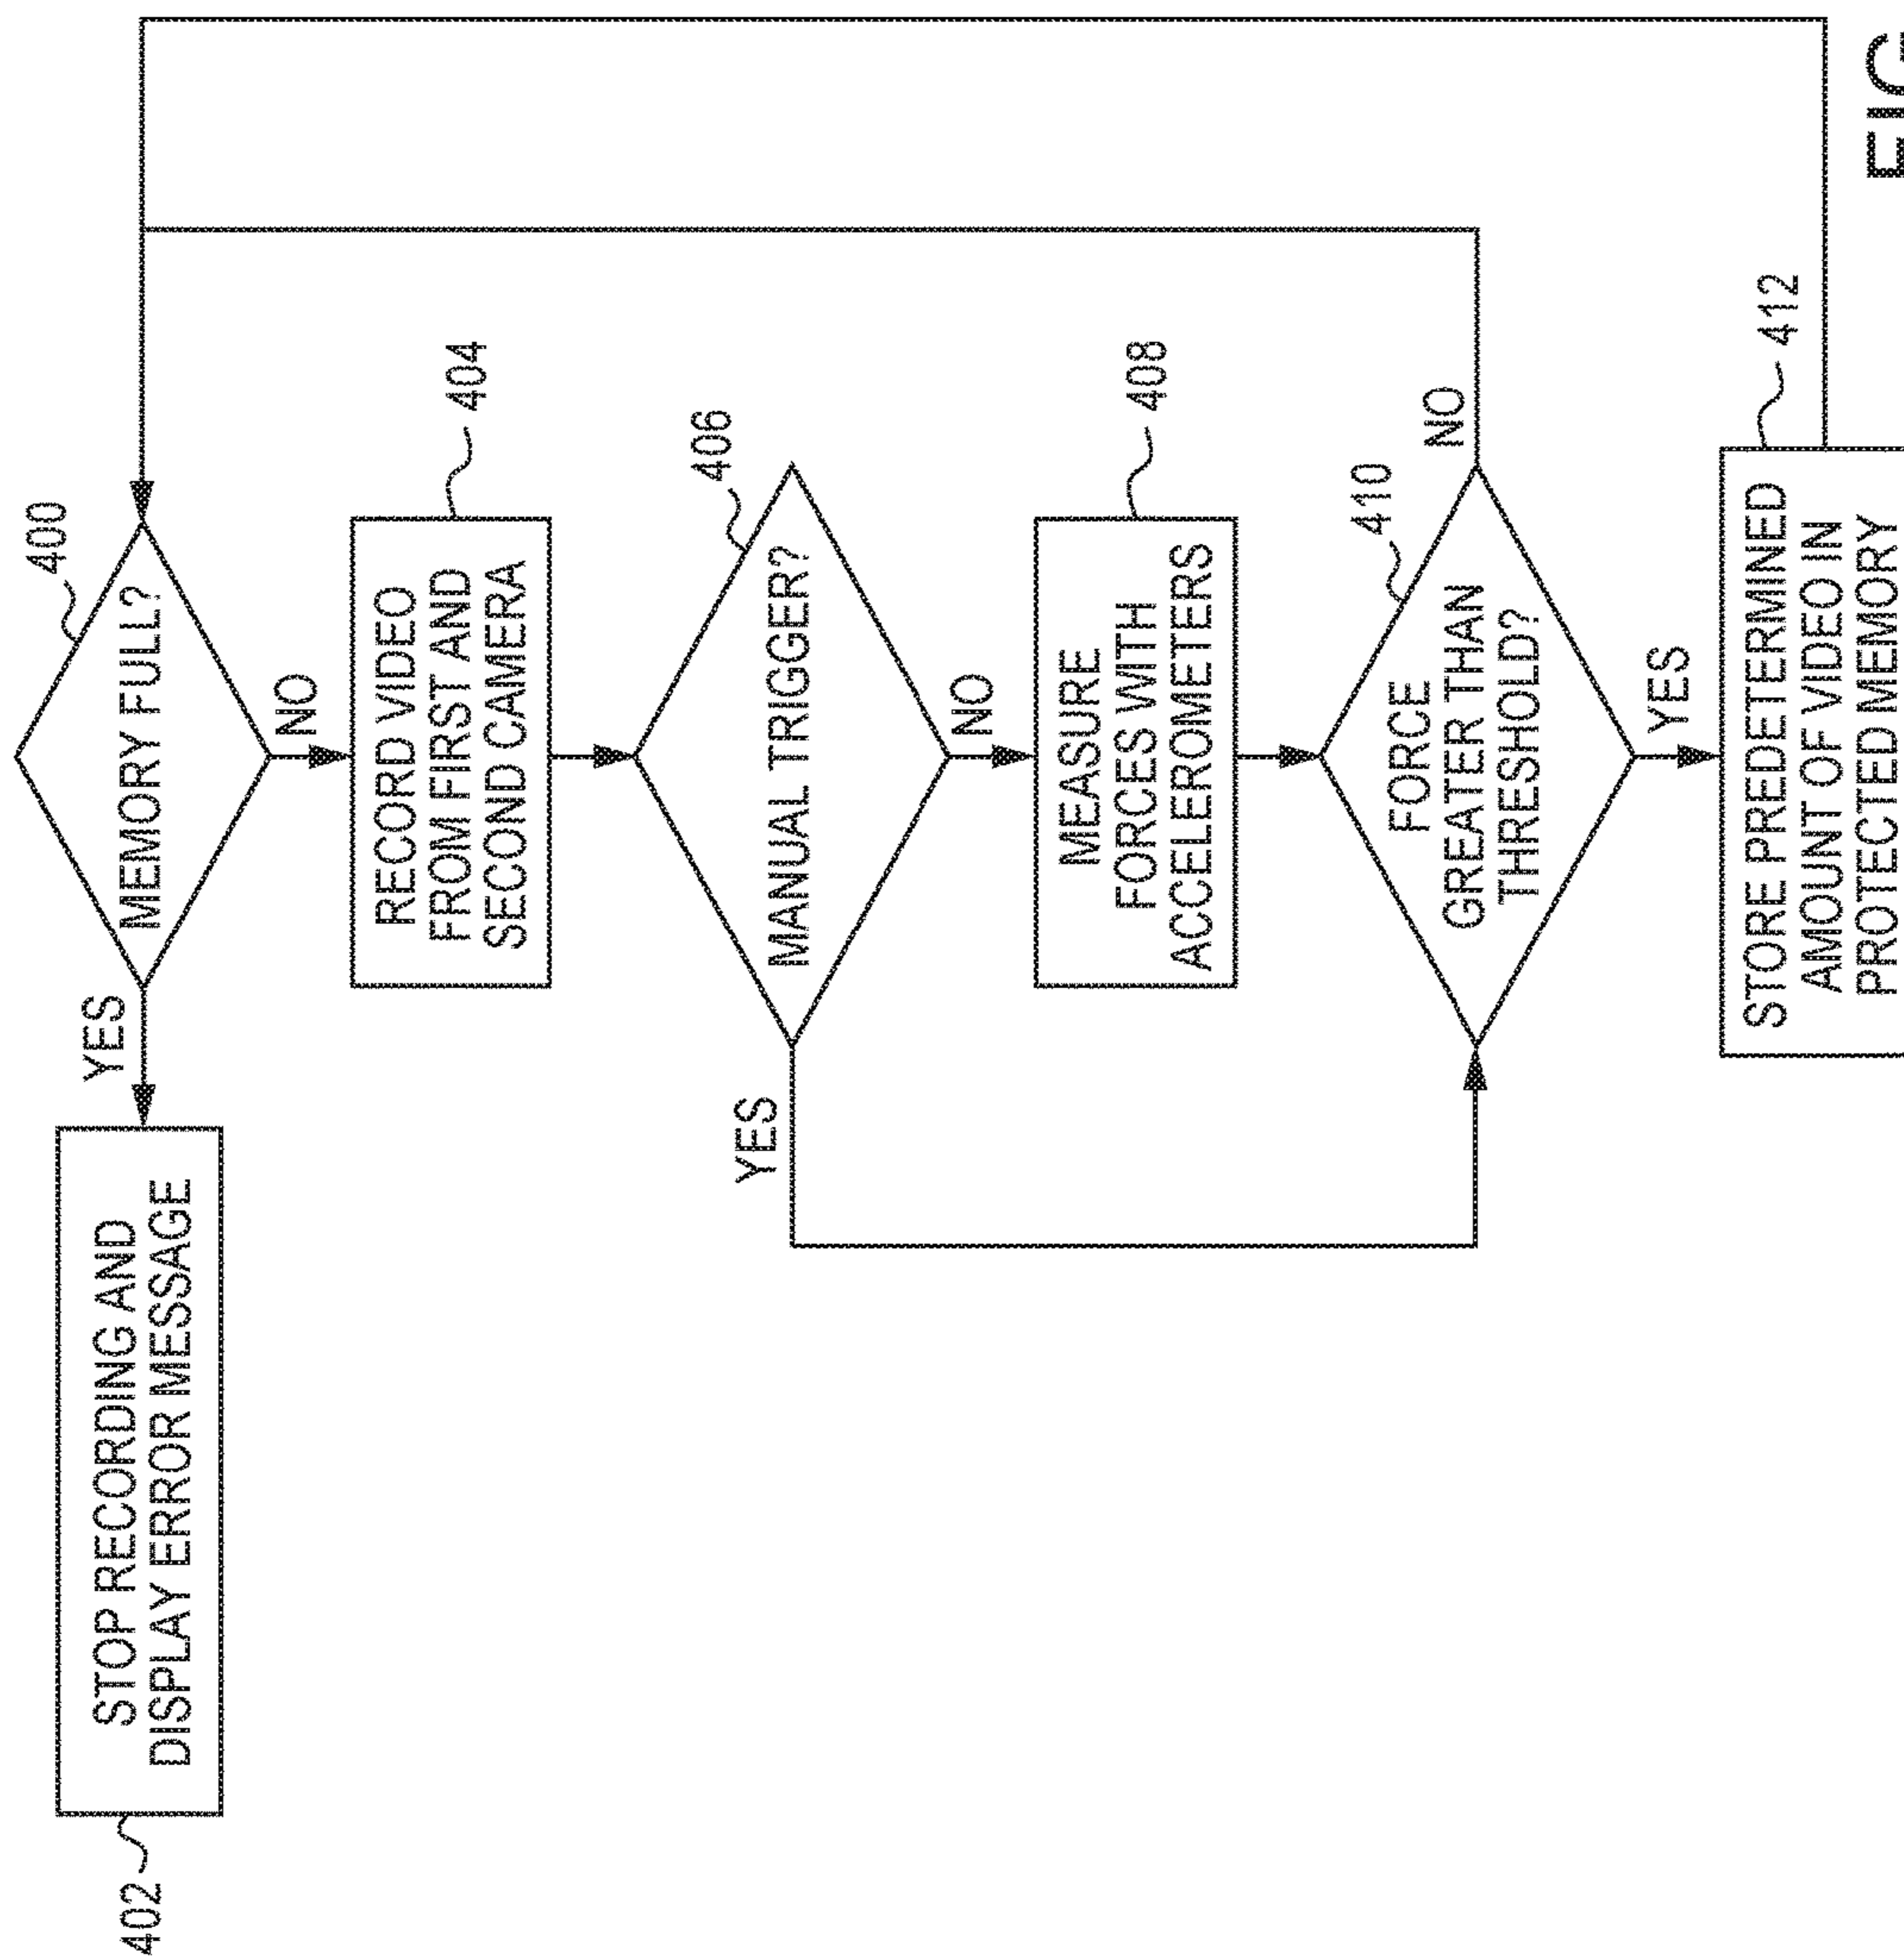 400
MEMORY FULL?
YES
NO
402
STOP RECORDING AND
DISPLAY ERROR MESSAGE
404
RECORD VIDEO
FROM FIRST AND
SECOND CAMERA
406
MANUAL TRIGGER?
YES
NO
408
MEASURE
FORCES WITH
ACCELEROMETERS
410
FORCE
GREATER THAN
THRESHOLD?
NO
YES
412
STORE PREDETERMINED
AMOUNT OF VIDEO IN
PROTECTED MEMORY